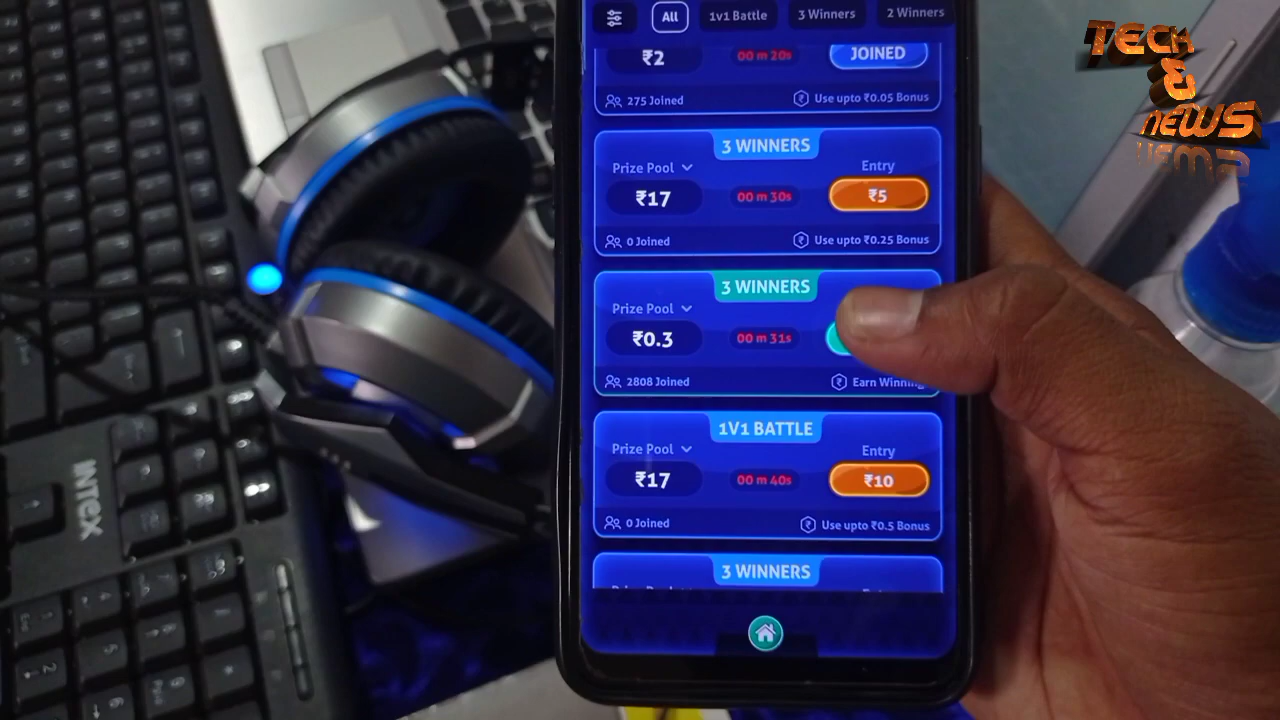 All
1v1 Battle
3 Winners
2 Winners
₹2
00 m 20s
JOINED
275 Joined
Use upto ₹0.05 Bonus
3 WINNERS
Prize Pool
Entry
₹17
00 m 30s
₹5
0 Joined
Use upto ₹0.25 Bonus
3 WINNERS
Prize Pool
₹0.3
00 m 31s
2808 Joined
Earn Winning
1V1 BATTLE
Prize Pool
Entry
₹17
00 m 40s
₹10
0 Joined
Use upto ₹0.5 Bonus
3 WINNERS
TECH
&
NEWS
INTEX